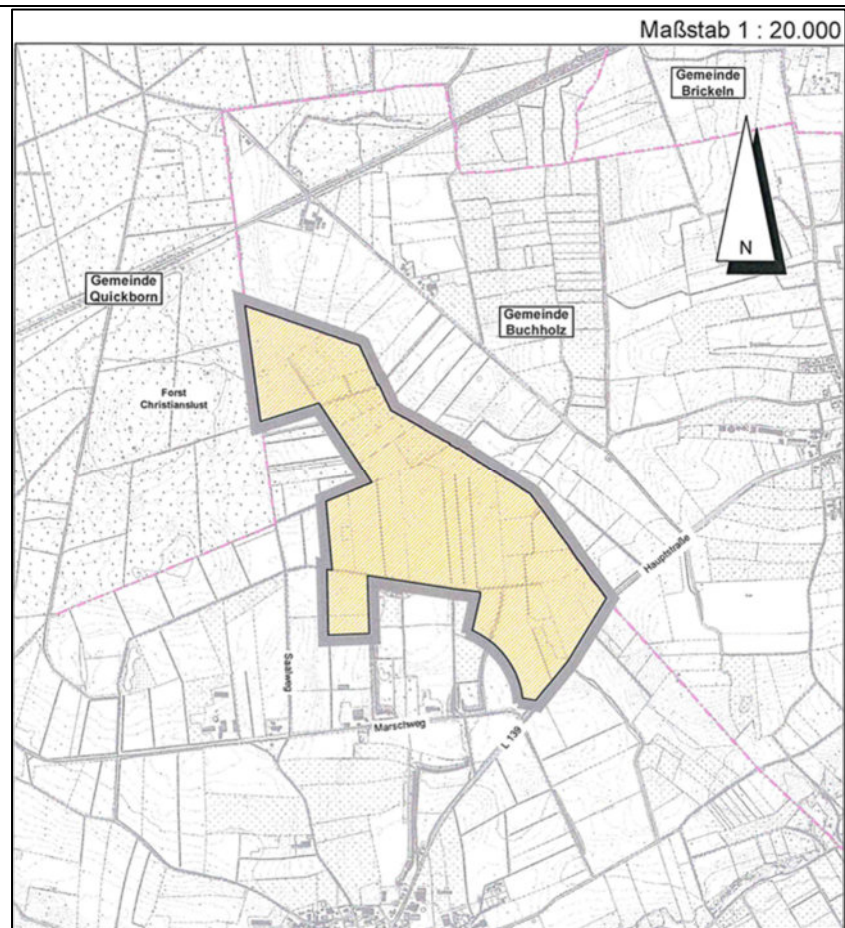 Maßstab 1 : 20.000
Gemeinde
Brickeln
N
Gemeinde
Quickborn
Gemeinde
Buchholz
Forst
Christianslust
Hauptstraße
Saalweg
Marschweg
L 139